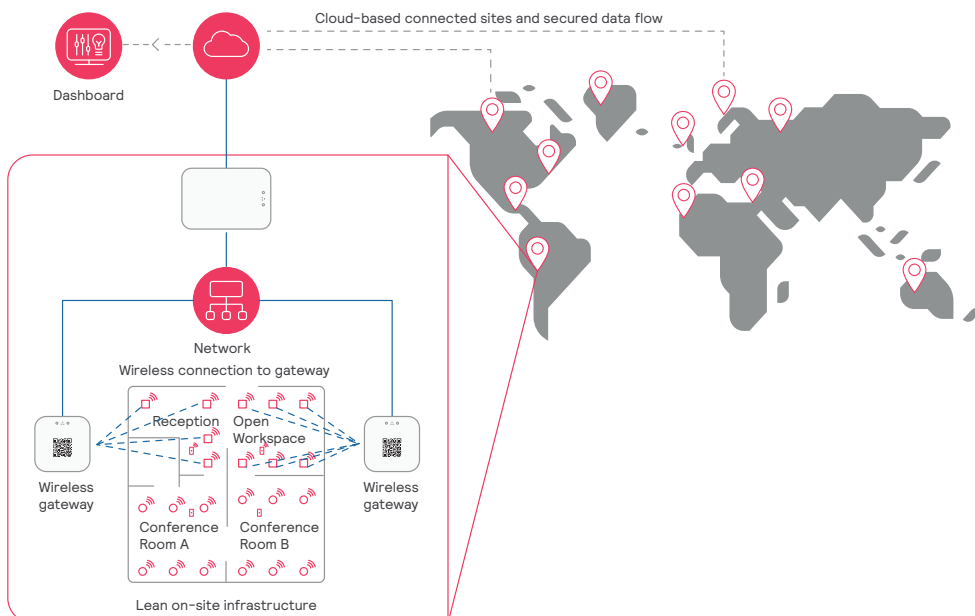 Cloud-based connected sites and secured data flow
Dashboard
Network
Wireless connection to gateway
Reception
Open
Workspace
Wireless
gateway
Wireless
gateway
Conference
Room A
Conference
Room B
Lean on-site infrastructure